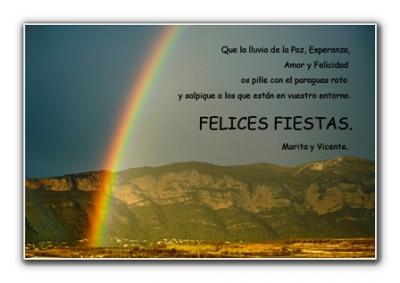 Que la lluvia de la Paz, Esperanza,
Amor y Felicidad
os pille con el paraguas roto
y salpique a los que están en vuestro entorno.
FELICES FIESTAS.
Marita y Vicente.